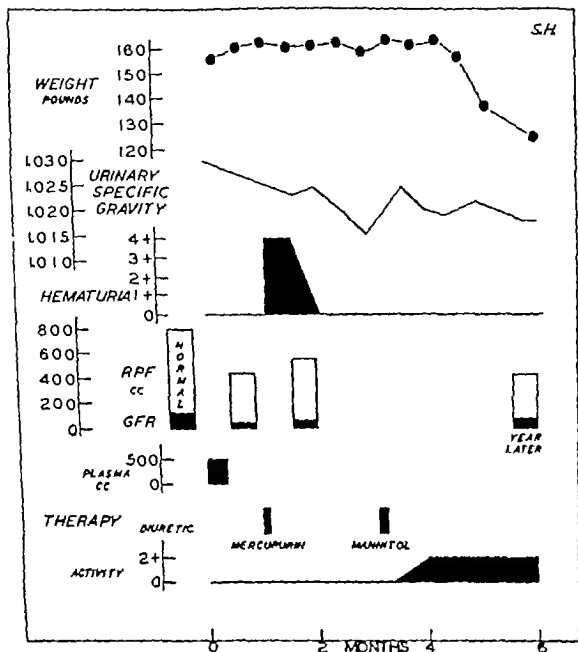 S.H.
160
150
WEIGHT
POUNDS
140
130
120
1.030
1.025
1.020
1.015
1.010
URINARY
SPECIFIC
GRAVITY
4+
3+
2+
HEMATURIA 1+
0
800
600
400
200
0
NORMAL
RPF
CC
GFR
YEAR
LATER
PLASMA
CC
500
0
THERAPY
DIURETIC
MERCUPURIN
MANNITOL
ACTIVITY
2+
0
0
2
MONTHS
4
6